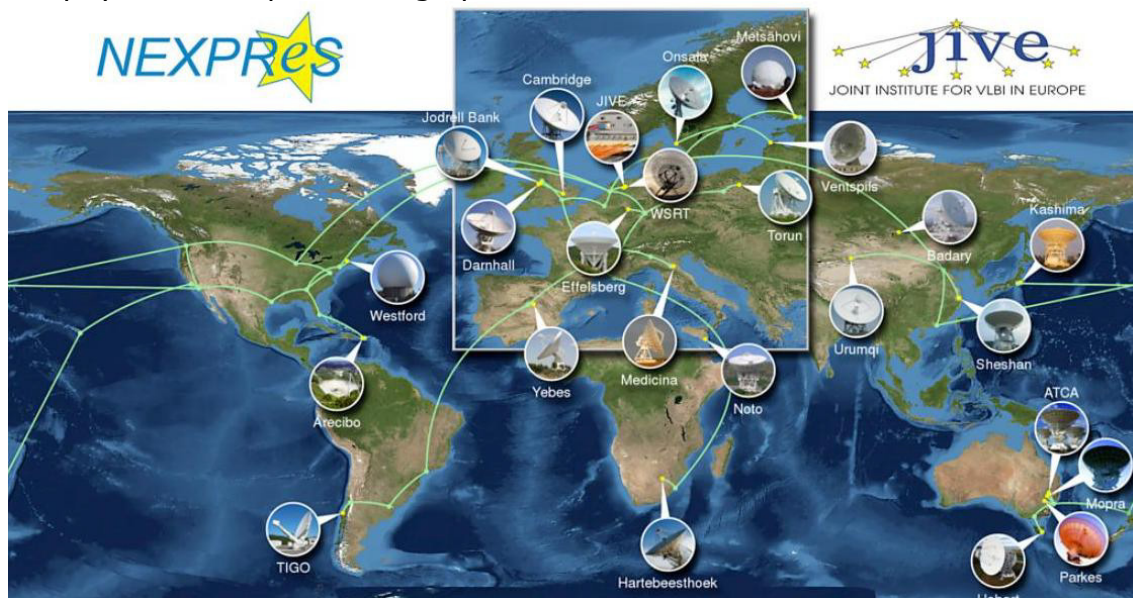 NEXPReS
jive
JOINT INSTITUTE FOR VLBI IN EUROPE
Metsähovi
Onsala
Cambridge
JIVE
Jodrell Bank
Ventspils
WSRT
Torun
Kashima
Badary
Darnhall
Effelsberg
Westford
Urumqi
Sheshan
Yebes
Medicina
Noto
ATCA
Arecibo
Mopra
TIGO
Hartebeesthoek
Parkes